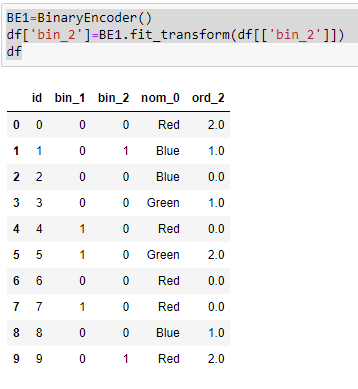 BE1=BinaryEncoder()
df['bin_2']=BE1.fit_transform(df[['bin_2']])
df
id bin_1 bin_2 nom_0 ord_2
0 0 0 0 Red 2.0
1 1 0 1 Blue 1.0
2 2 0 0 Blue 0.0
3 3 0 0 Green 1.0
4 4 1 0 Red 0.0
5 5 1 0 Green 2.0
6 6 0 0 Red 0.0
7 7 1 0 Red 0.0
8 8 0 0 Blue 1.0
9 9 0 1 Red 2.0